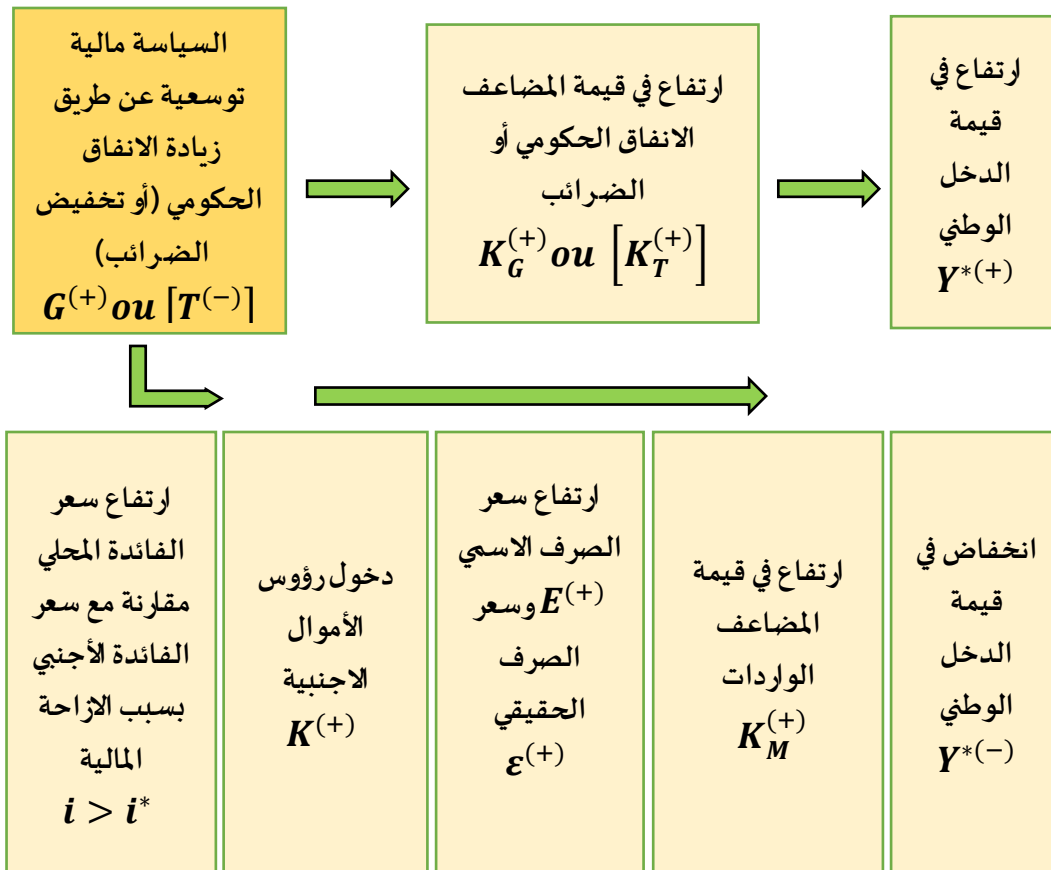 السياسة مالية
توسعية عن طريق
زيادة الانفاق
الحكومي (أو تخفيض
الضرائب)
G⁽⁺⁾ ou [T⁽⁻⁾]
ارتفاع في قيمة المضاعف
الانفاق الحكومي أو
الضرائب
K_G⁽⁺⁾ ou [K_T⁽⁺⁾]
ارتفاع في
قيمة
الدخل
الوطني
Y*⁽⁺⁾
ارتفاع سعر
الفائدة المحلي
مقارنة مع سعر
الفائدة الأجنبي
بسبب الازاحة
المالية
i > i*
دخول رؤوس
الأموال
الاجنبية
K⁽⁺⁾
ارتفاع سعر
الصرف الاسمي
E⁽⁺⁾ وسعر
الصرف
الحقيقي
ε⁽⁺⁾
ارتفاع في قيمة
المضاعف
الواردات
K_M⁽⁺⁾
انخفاض في
قيمة
الدخل
الوطني
Y*⁽⁻⁾